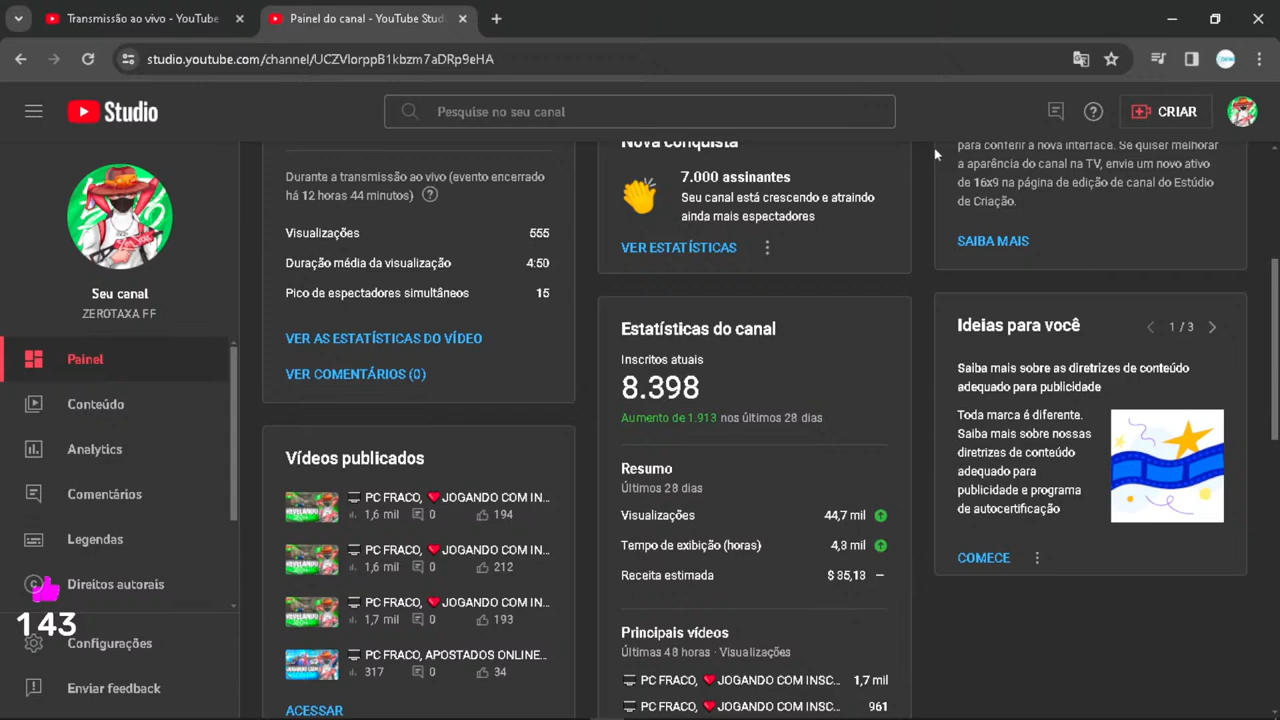 Transmissão ao vivo - YouTube
Painel do canal - YouTube Stud
studio.youtube.com/channel/UCZVlorppB1kbzm7aDRp9eHA
Studio
Pesquise no seu canal
CRIAR
Seu canal
ZEROTAXA FF
Painel
Conteúdo
Analytics
Comentários
Legendas
Direitos autorais
143
Configurações
Enviar feedback
Durante a transmissão ao vivo (evento encerrado
há 12 horas 44 minutos)
Visualizações 555
Duração média da visualização 4:50
Pico de espectadores simultâneos 15
VER AS ESTATÍSTICAS DO VÍDEO
VER COMENTÁRIOS (0)
Vídeos publicados
PC FRACO, ❤️JOGANDO COM IN...
1,6 mil 0 194
PC FRACO, ❤️JOGANDO COM IN...
1,6 mil 0 212
PC FRACO, ❤️JOGANDO COM IN...
1,7 mil 0 193
PC FRACO, APOSTADOS ONLINE...
317 0 34
ACESSAR
Nova conquista
7.000 assinantes
Seu canal está crescendo e atraindo
ainda mais espectadores
VER ESTATÍSTICAS
Estatísticas do canal
Inscritos atuais
8.398
Aumento de 1.913 nos últimos 28 dias
Resumo
Últimos 28 dias
Visualizações 44,7 mil
Tempo de exibição (horas) 4,3 mil
Receita estimada $ 35,13 —
Principais vídeos
Últimas 48 horas · Visualizações
PC FRACO, ❤️JOGANDO COM INSC... 1,7 mil
PC FRACO, ❤️JOGANDO COM INSC... 961
para conferir a nova interface. Se quiser melhorar
a aparência do canal na TV, envie um novo ativo
de 16x9 na página de edição de canal do Estúdio
de Criação.
SAIBA MAIS
Ideias para você
1 / 3
Saiba mais sobre as diretrizes de conteúdo
adequado para publicidade
Toda marca é diferente.
Saiba mais sobre nossas
diretrizes de conteúdo
adequado para
publicidade e programa
de autocertificação
COMECE